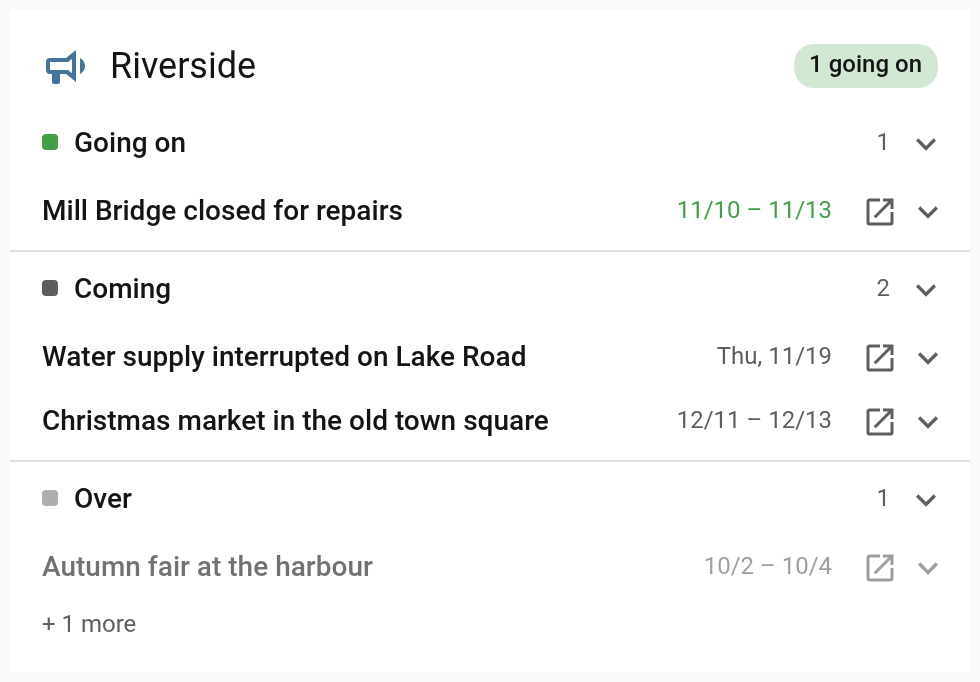 Riverside
1 going on
Going on
1
Mill Bridge closed for repairs
11/10 – 11/13
Coming
2
Water supply interrupted on Lake Road
Thu, 11/19
Christmas market in the old town square
12/11 – 12/13
Over
1
Autumn fair at the harbour
10/2 – 10/4
+ 1 more